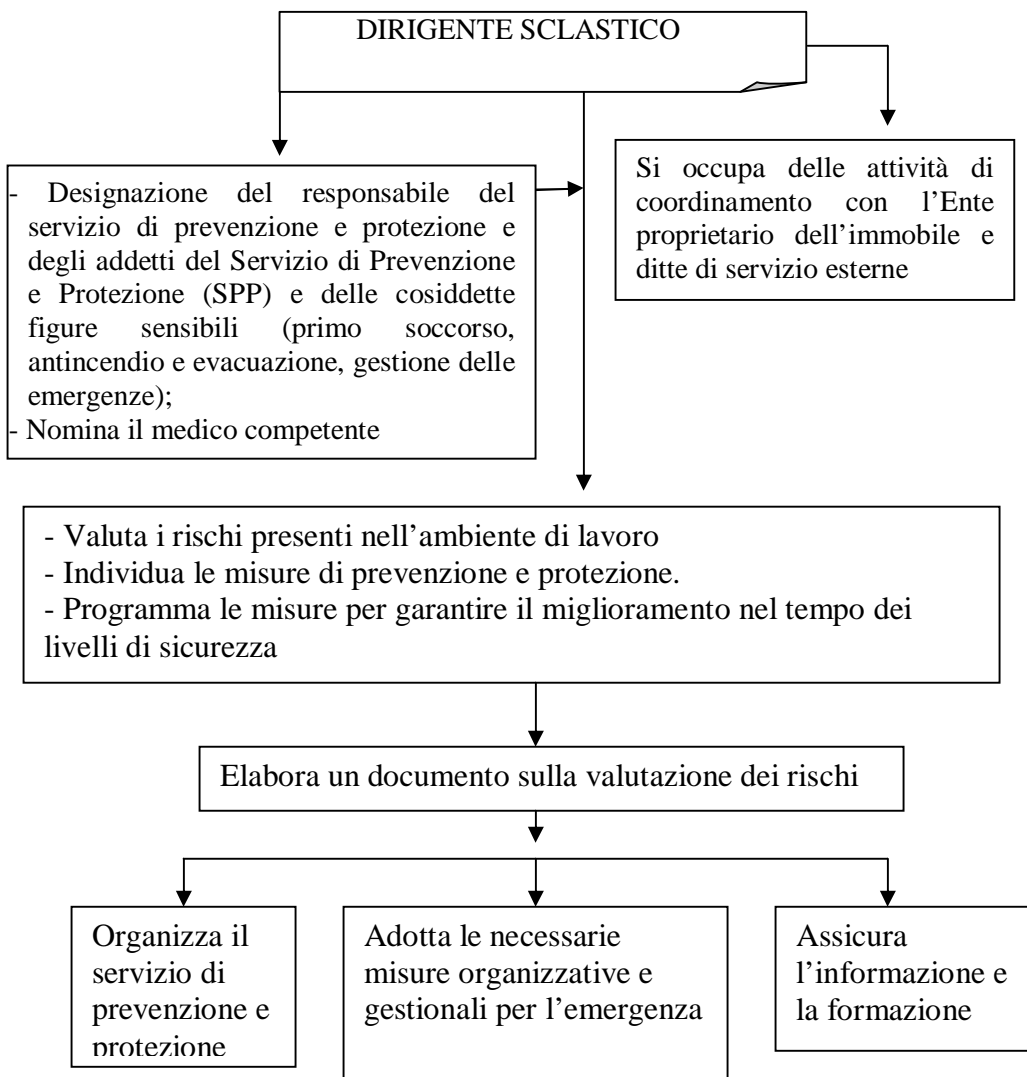 DIRIGENTE SCLASTICO
- Designazione del responsabile del
servizio di prevenzione e protezione e
degli addetti del Servizio di Prevenzione
e Protezione (SPP) e delle cosiddette
figure sensibili (primo soccorso,
antincendio e evacuazione, gestione delle
emergenze);
- Nomina il medico competente
Si occupa delle attività di
coordinamento con l’Ente
proprietario dell’immobile e
ditte di servizio esterne
- Valuta i rischi presenti nell’ambiente di lavoro
- Individua le misure di prevenzione e protezione.
- Programma le misure per garantire il miglioramento nel tempo dei
livelli di sicurezza
Elabora un documento sulla valutazione dei rischi
Organizza il
servizio di
prevenzione e
protezione
Adotta le necessarie
misure organizzative e
gestionali per l’emergenza
Assicura
l’informazione e
la formazione